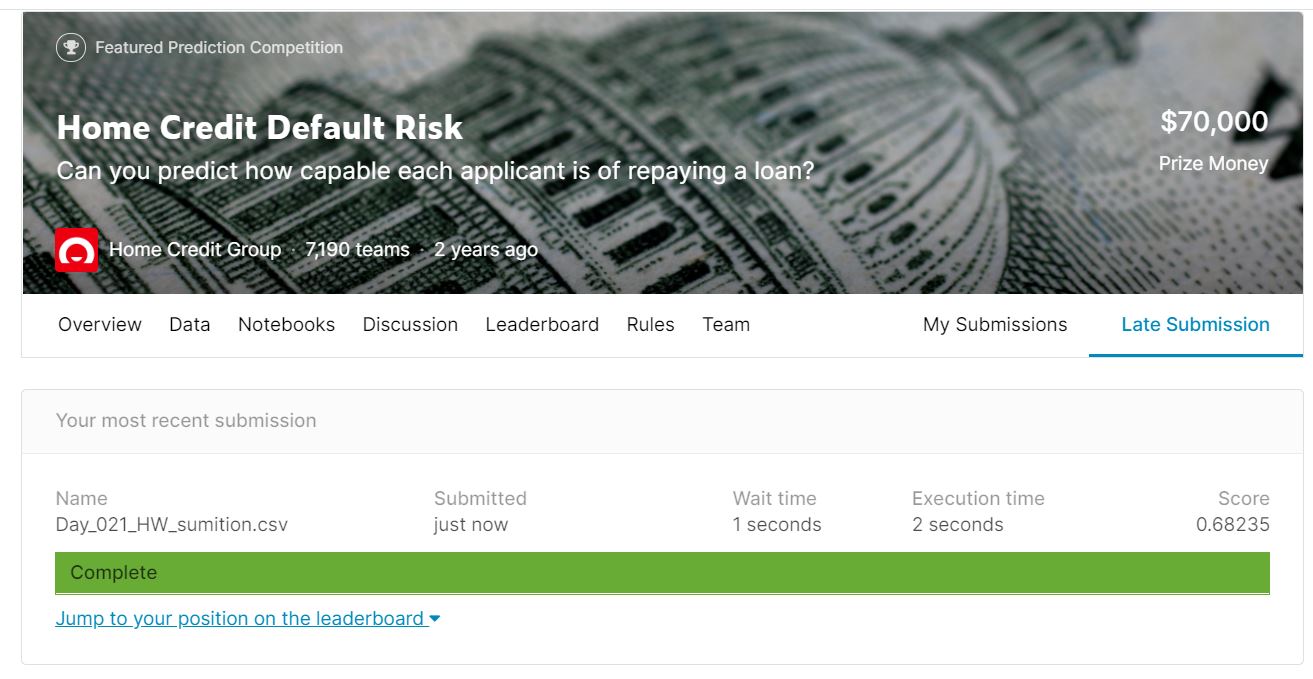 Featured Prediction Competition
Home Credit Default Risk
$70,000
Can you predict how capable each applicant is of repaying a loan?
Prize Money
Home Credit Group · 7,190 teams · 2 years ago
Overview Data Notebooks Discussion Leaderboard Rules Team My Submissions Late Submission
Your most recent submission
Name Submitted Wait time Execution time Score
Day_021_HW_sumition.csv just now 1 seconds 2 seconds 0.68235
Complete
Jump to your position on the leaderboard